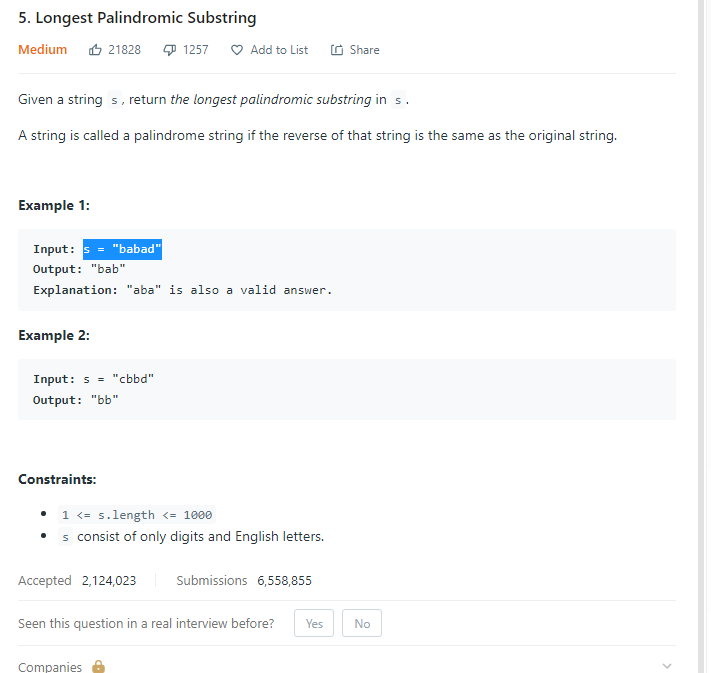 5. Longest Palindromic Substring
Medium 21828 1257 Add to List Share
Given a string s, return the longest palindromic substring in s.
A string is called a palindrome string if the reverse of that string is the same as the original string.
Example 1:
Input: s = "babad"
Output: "bab"
Explanation: "aba" is also a valid answer.
Example 2:
Input: s = "cbbd"
Output: "bb"
Constraints:
1 <= s.length <= 1000
s consist of only digits and English letters.
Accepted 2,124,023 Submissions 6,558,855
Seen this question in a real interview before? Yes No
Companies